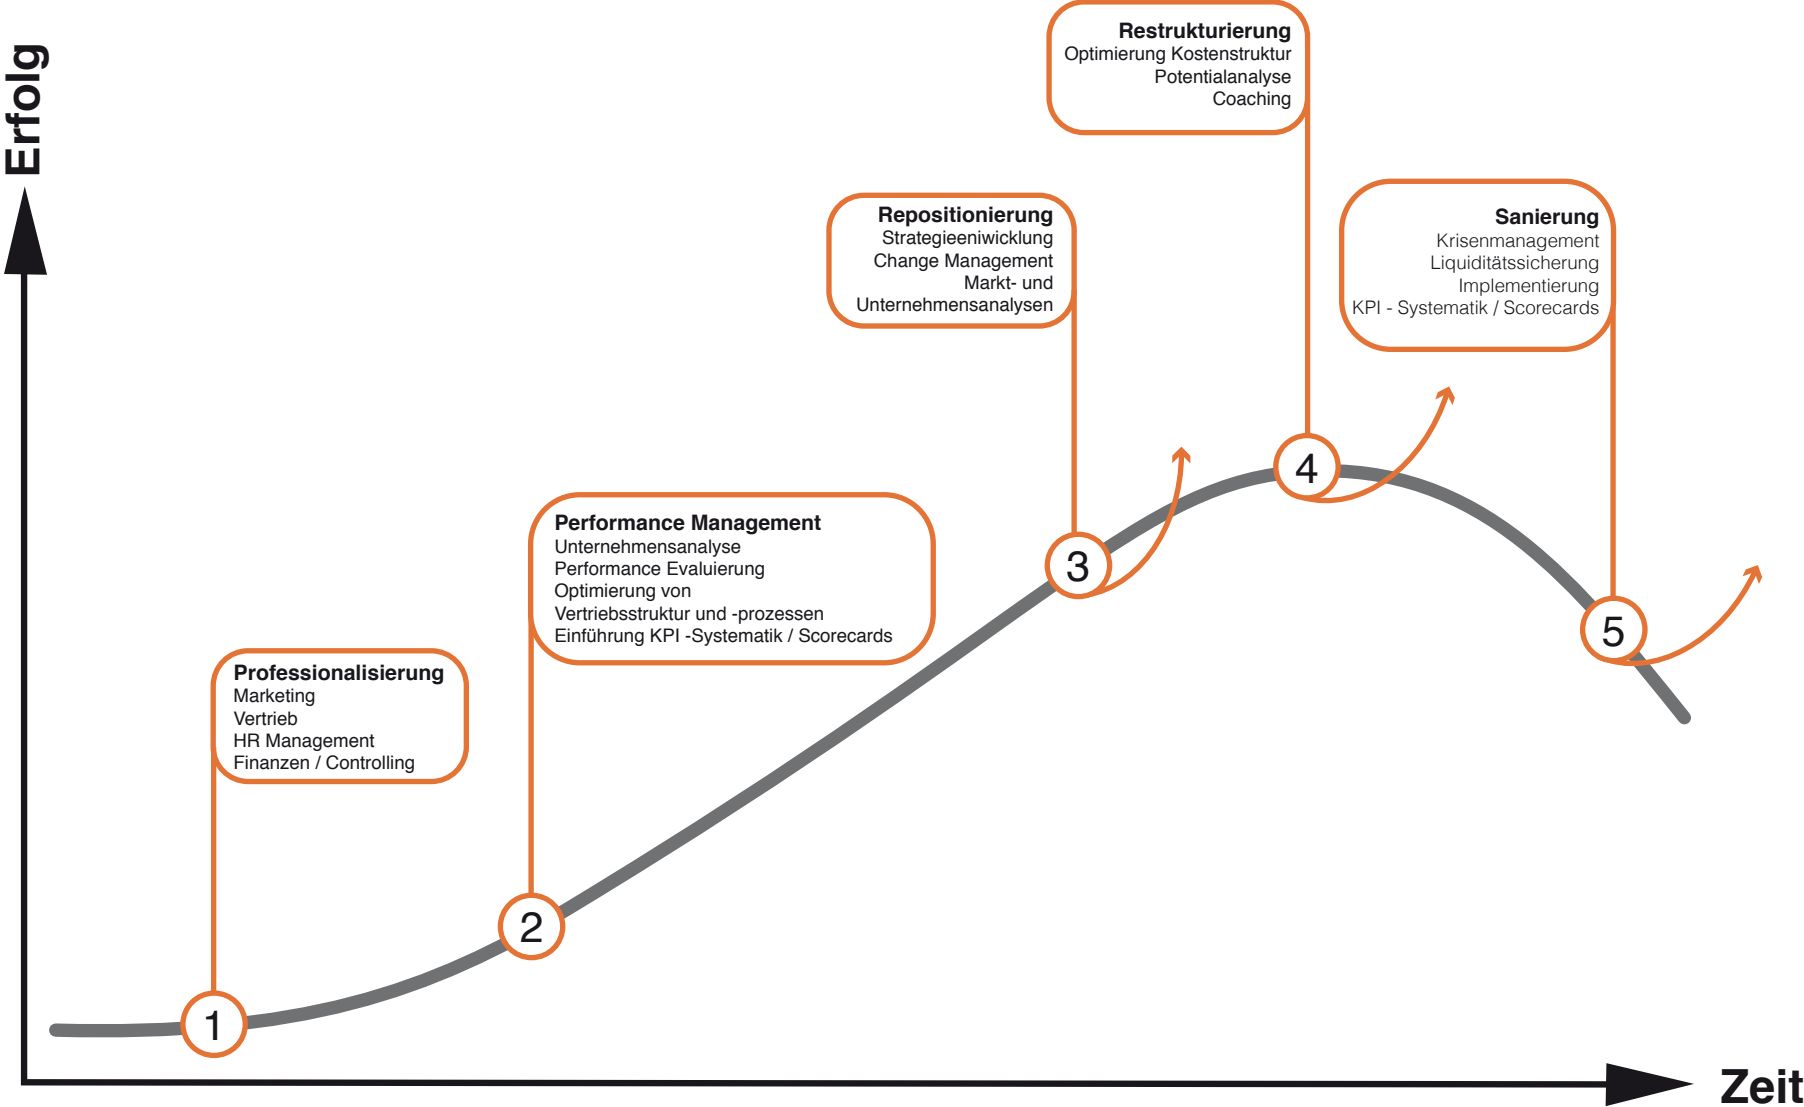 Erfolg
Restrukturierung
Optimierung Kostenstruktur
Potentialanalyse
Coaching
Repositionierung
Strategieeniwicklung
Change Management
Markt- und
Unternehmensanalysen
Sanierung
Krisenmanagement
Liquiditätssicherung
Implementierung
KPI - Systematik / Scorecards
Performance Management
Unternehmensanalyse
Performance Evaluierung
Optimierung von
Vertriebsstruktur und -prozessen
Einführung KPI -Systematik / Scorecards
Professionalisierung
Marketing
Vertrieb
HR Management
Finanzen / Controlling
1
2
3
4
5
Zeit